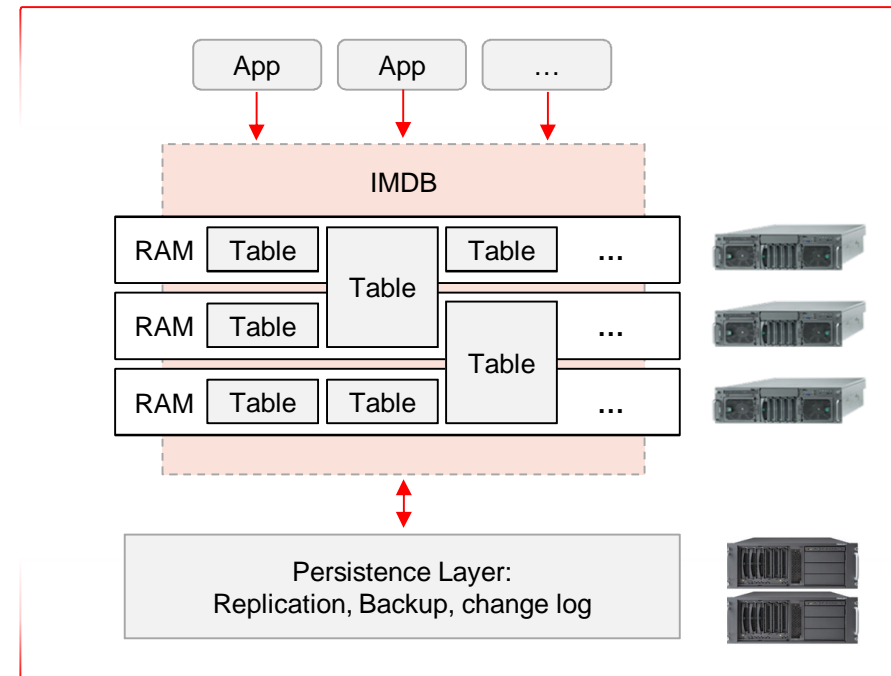 App App …
IMDB
RAM Table Table Table …
RAM Table Table …
RAM Table Table …
Persistence Layer:
Replication, Backup, change log